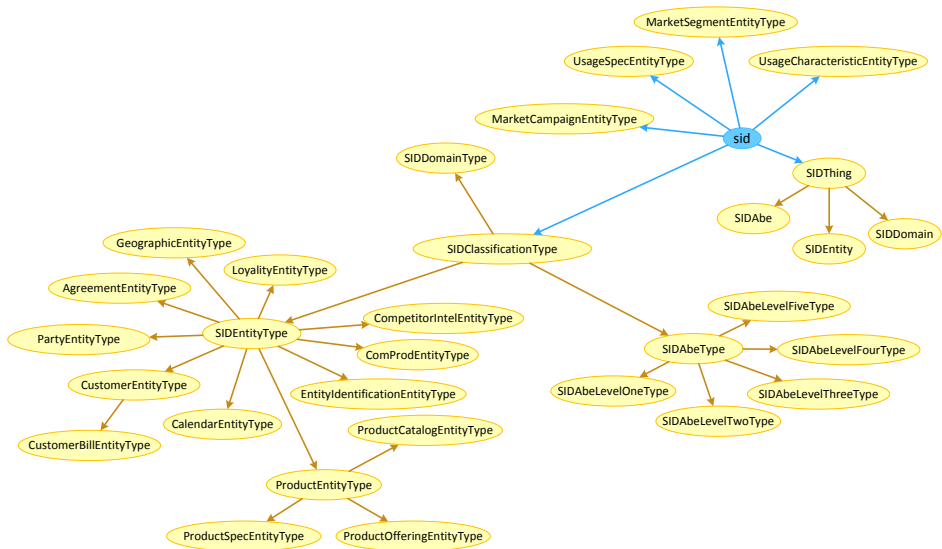 MarketSegmentEntityType
UsageSpecEntityType
UsageCharacteristicEntityType
MarketCampaignEntityType
sid
SIDDomainType
SIDThing
SIDAbe
SIDEntity
SIDDomain
SIDClassificationType
GeographicEntityType
LoyalityEntityType
AgreementEntityType
PartyEntityType
SIDEntityType
CompetitorIntelEntityType
ComProdEntityType
CustomerEntityType
EntityIdentificationEntityType
CalendarEntityType
CustomerBillEntityType
ProductCatalogEntityType
ProductEntityType
ProductSpecEntityType
ProductOfferingEntityType
SIDAbeLevelFiveType
SIDAbeType
SIDAbeLevelFourType
SIDAbeLevelOneType
SIDAbeLevelThreeType
SIDAbeLevelTwoType